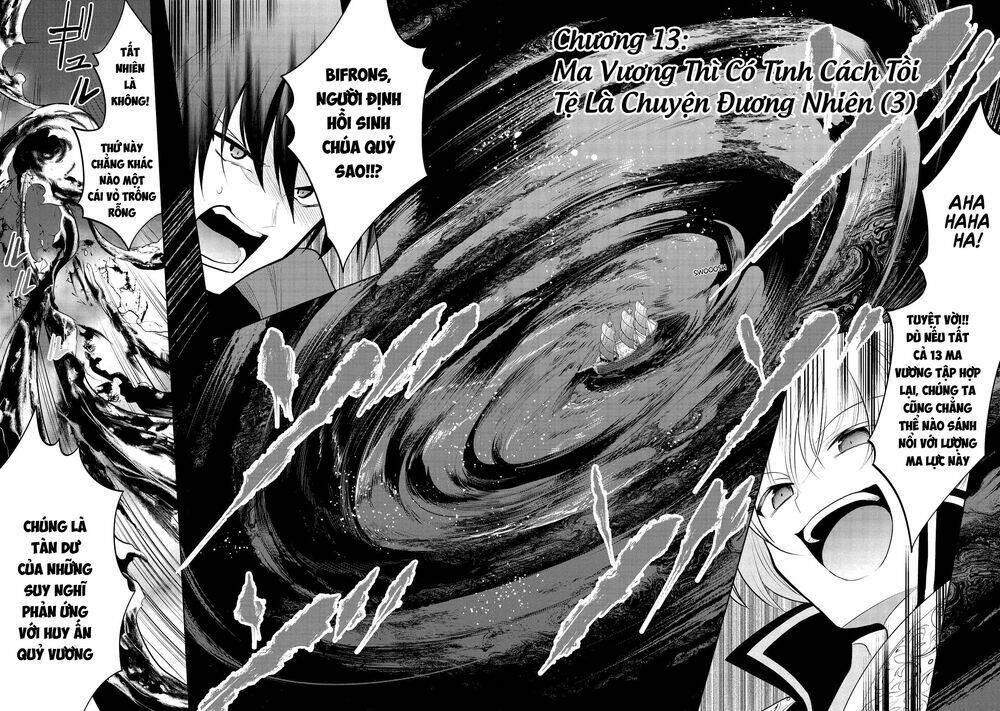 Chương 13:
Ma Vương Thì Có Tính Cách Tồi
Tệ Là Chuyện Đương Nhiên (3)
AHA
HAHA
HA!
TUYỆT VỜI!!
DÙ NẾU TẤT
CẢ 13 MA
VƯƠNG TẬP HỢP
LẠI, CHÚNG TA
CŨNG CHẲNG
THỂ NÀO SÁNH
NỔI VỚI LƯỢNG
MA LỰC NÀY
SWOOOSH
BIFRONS,
NGƯỜI ĐỊNH
HỒI SINH
CHÚA QUỶ
SAO!!?
TẤT
NHIÊN
LÀ
KHÔNG!
THỨ NÀY
CHẲNG KHÁC
NÀO MỘT
CÁI VỎ TRỐNG
RỖNG
CHÚNG LÀ
TÀN DƯ
CỦA NHỮNG
SUY NGHĨ
PHẢN ỨNG
VỚI HUY ẤN
QUỶ VƯƠNG